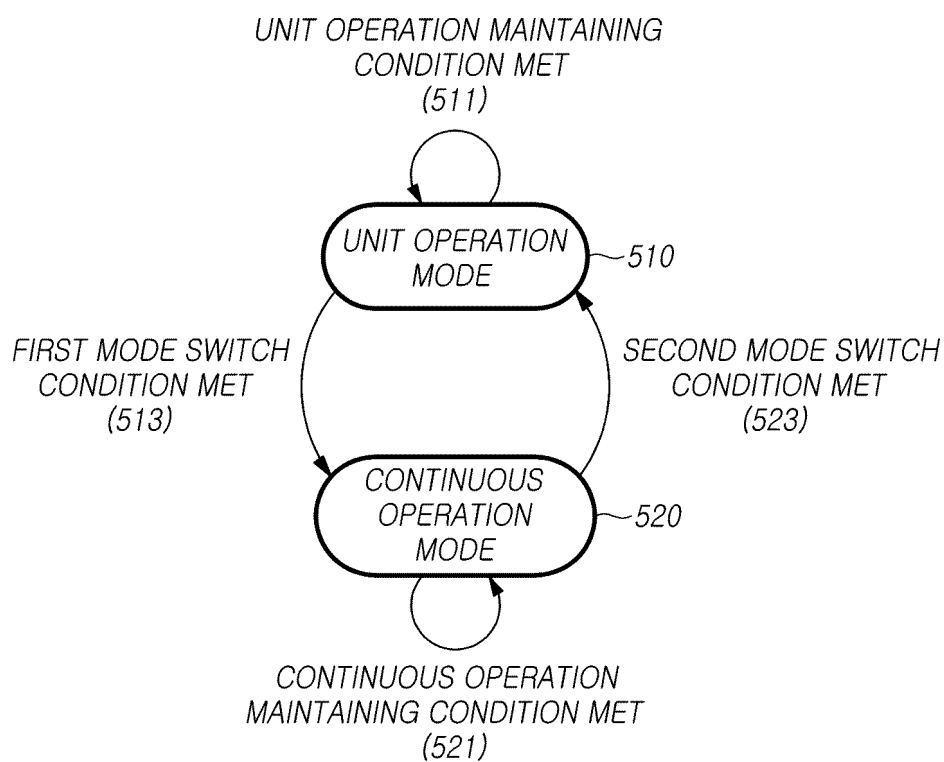 UNIT OPERATION MAINTAINING
CONDITION MET
(511)
UNIT OPERATION
MODE
510
FIRST MODE SWITCH
CONDITION MET
(513)
SECOND MODE SWITCH
CONDITION MET
(523)
CONTINUOUS
OPERATION
MODE
520
CONTINUOUS OPERATION
MAINTAINING CONDITION MET
(521)